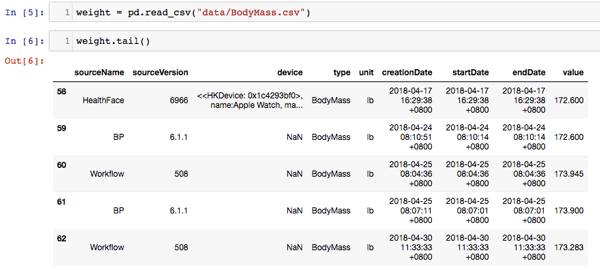 In [5]: 1 weight = pd.read_csv("data/BodyMass.csv")
In [6]: 1 weight.tail()
Out[6]:
sourceName sourceVersion device type unit creationDate startDate endDate value
58 HealthFace 6966 <<HKDevice: 0x1c4293bf0>, name:Apple Watch, ma... BodyMass lb 2018-04-17 16:29:38 +0800 2018-04-17 16:29:38 +0800 2018-04-17 16:29:38 +0800 172.600
59 BP 6.1.1 NaN BodyMass lb 2018-04-24 08:10:51 +0800 2018-04-24 08:10:14 +0800 2018-04-24 08:10:14 +0800 172.600
60 Workflow 508 NaN BodyMass lb 2018-04-25 08:04:36 +0800 2018-04-25 08:04:36 +0800 2018-04-25 08:04:36 +0800 173.945
61 BP 6.1.1 NaN BodyMass lb 2018-04-25 08:07:11 +0800 2018-04-25 08:07:01 +0800 2018-04-25 08:07:01 +0800 173.900
62 Workflow 508 NaN BodyMass lb 2018-04-30 11:33:33 +0800 2018-04-30 11:33:33 +0800 2018-04-30 11:33:33 +0800 173.283